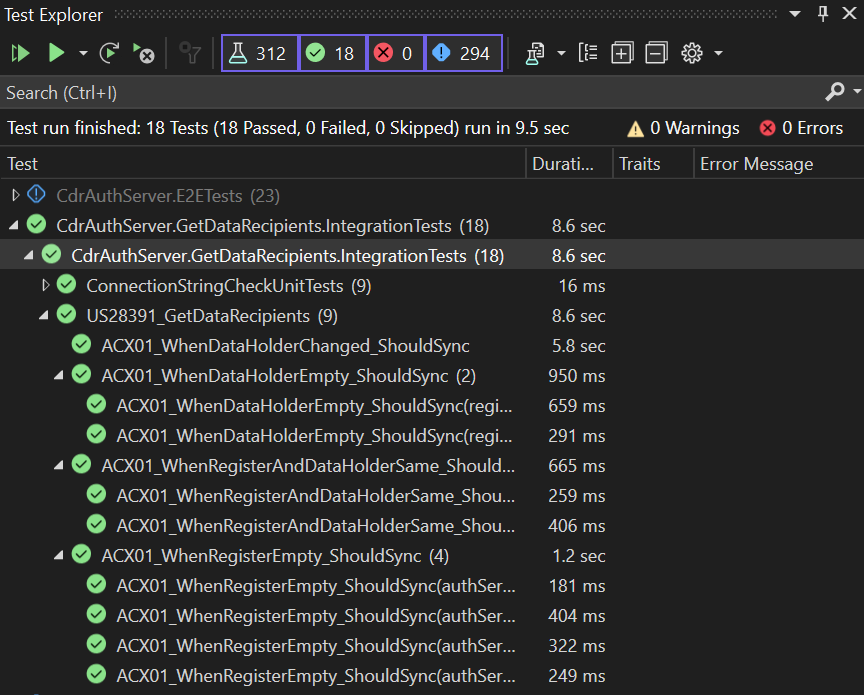 Test Explorer
312 18 0 294
Search (Ctrl+I)
Test run finished: 18 Tests (18 Passed, 0 Failed, 0 Skipped) run in 9.5 sec 0 Warnings 0 Errors
Test Durati... Traits Error Message
CdrAuthServer.E2ETests (23)
CdrAuthServer.GetDataRecipients.IntegrationTests (18) 8.6 sec
CdrAuthServer.GetDataRecipients.IntegrationTests (18) 8.6 sec
ConnectionStringCheckUnitTests (9) 16 ms
US28391_GetDataRecipients (9) 8.6 sec
ACX01_WhenDataHolderChanged_ShouldSync 5.8 sec
ACX01_WhenDataHolderEmpty_ShouldSync (2) 950 ms
ACX01_WhenDataHolderEmpty_ShouldSync(regi... 659 ms
ACX01_WhenDataHolderEmpty_ShouldSync(regi... 291 ms
ACX01_WhenRegisterAndDataHolderSame_Should... 665 ms
ACX01_WhenRegisterAndDataHolderSame_Shou... 259 ms
ACX01_WhenRegisterAndDataHolderSame_Shou... 406 ms
ACX01_WhenRegisterEmpty_ShouldSync (4) 1.2 sec
ACX01_WhenRegisterEmpty_ShouldSync(authSer... 181 ms
ACX01_WhenRegisterEmpty_ShouldSync(authSer... 404 ms
ACX01_WhenRegisterEmpty_ShouldSync(authSer... 322 ms
ACX01_WhenRegisterEmpty_ShouldSync(authSer... 249 ms